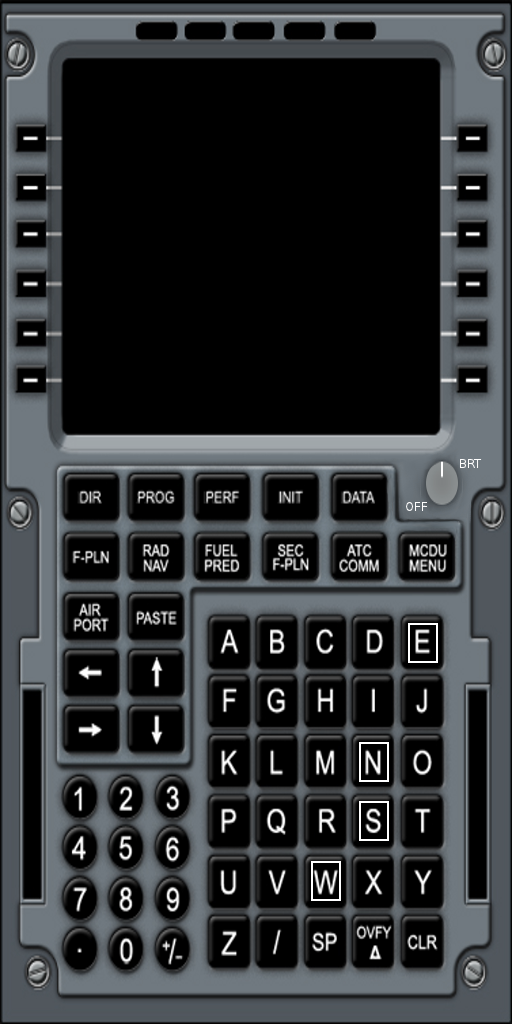 BRT
OFF
DIR PROG PERF INIT DATA
F-PLN RAD NAV FUEL PRED SEC F-PLN ATC COMM MCDU MENU
AIR PORT PASTE
← ↑
→ ↓
A B C D E
F G H I J
K L M N O
P Q R S T
U V W X Y
Z / SP OVFY Δ CLR
1 2 3
4 5 6
7 8 9
. 0 +/-